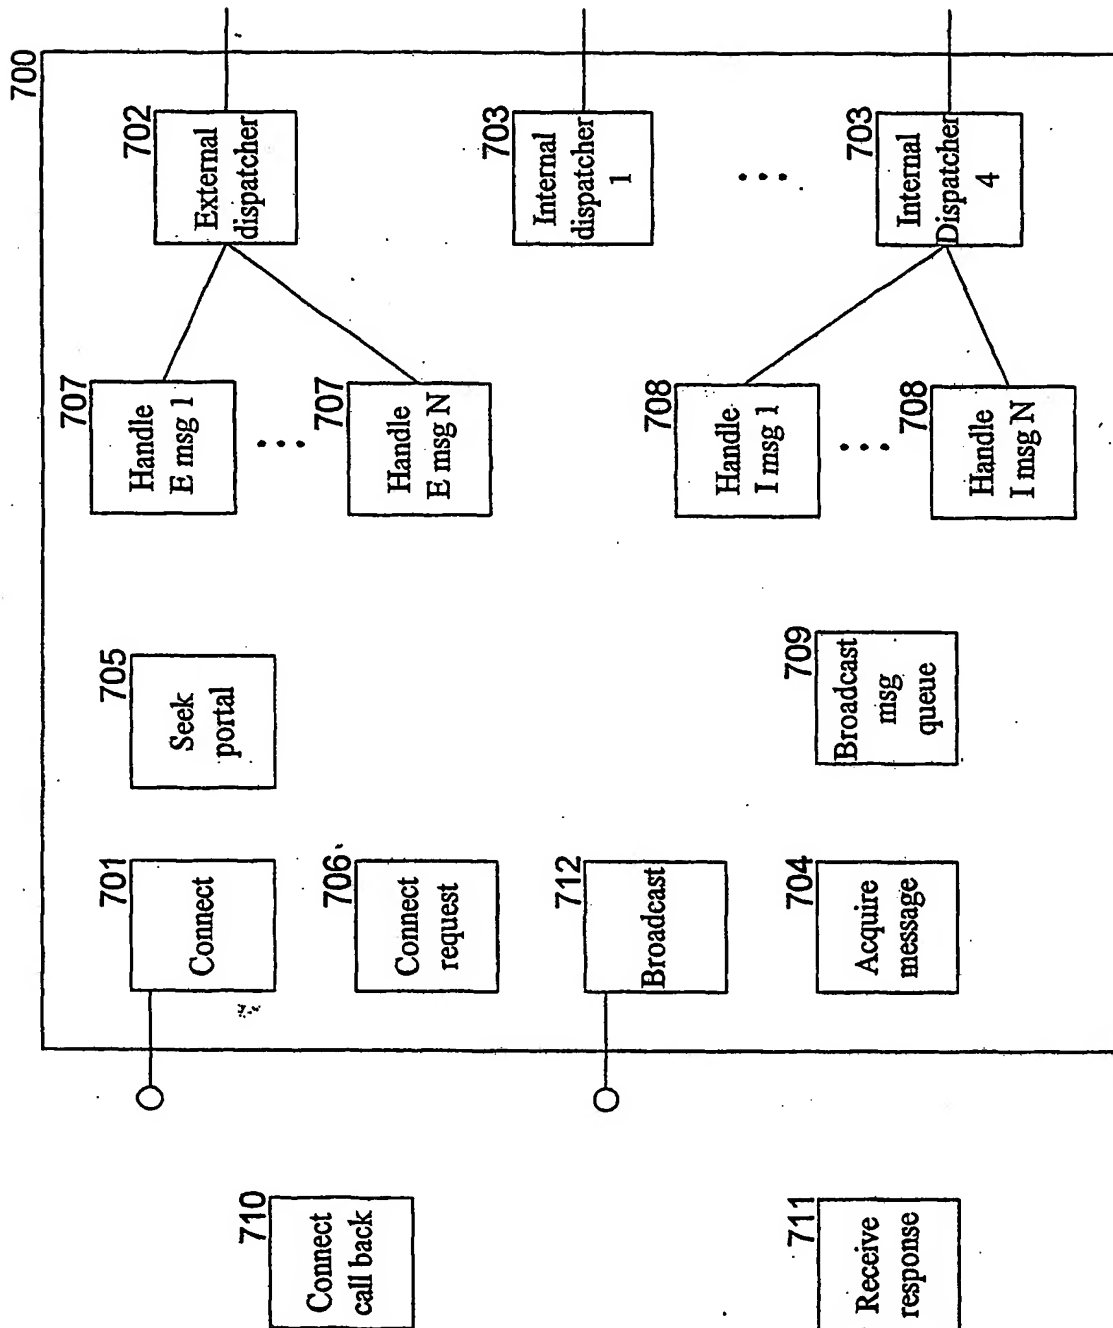 700
702
External
dispatcher
703
Internal
dispatcher
1
703
Internal
Dispatcher
4
707
Handle
E msg 1
707
Handle
E msg N
708
Handle
I msg 1
708
Handle
I msg N
705
Seek
portal
709
Broadcast
msg
queue
701
Connect
706
Connect
request
712
Broadcast
704
Acquire
message
710
Connect
call back
711
Receive
response